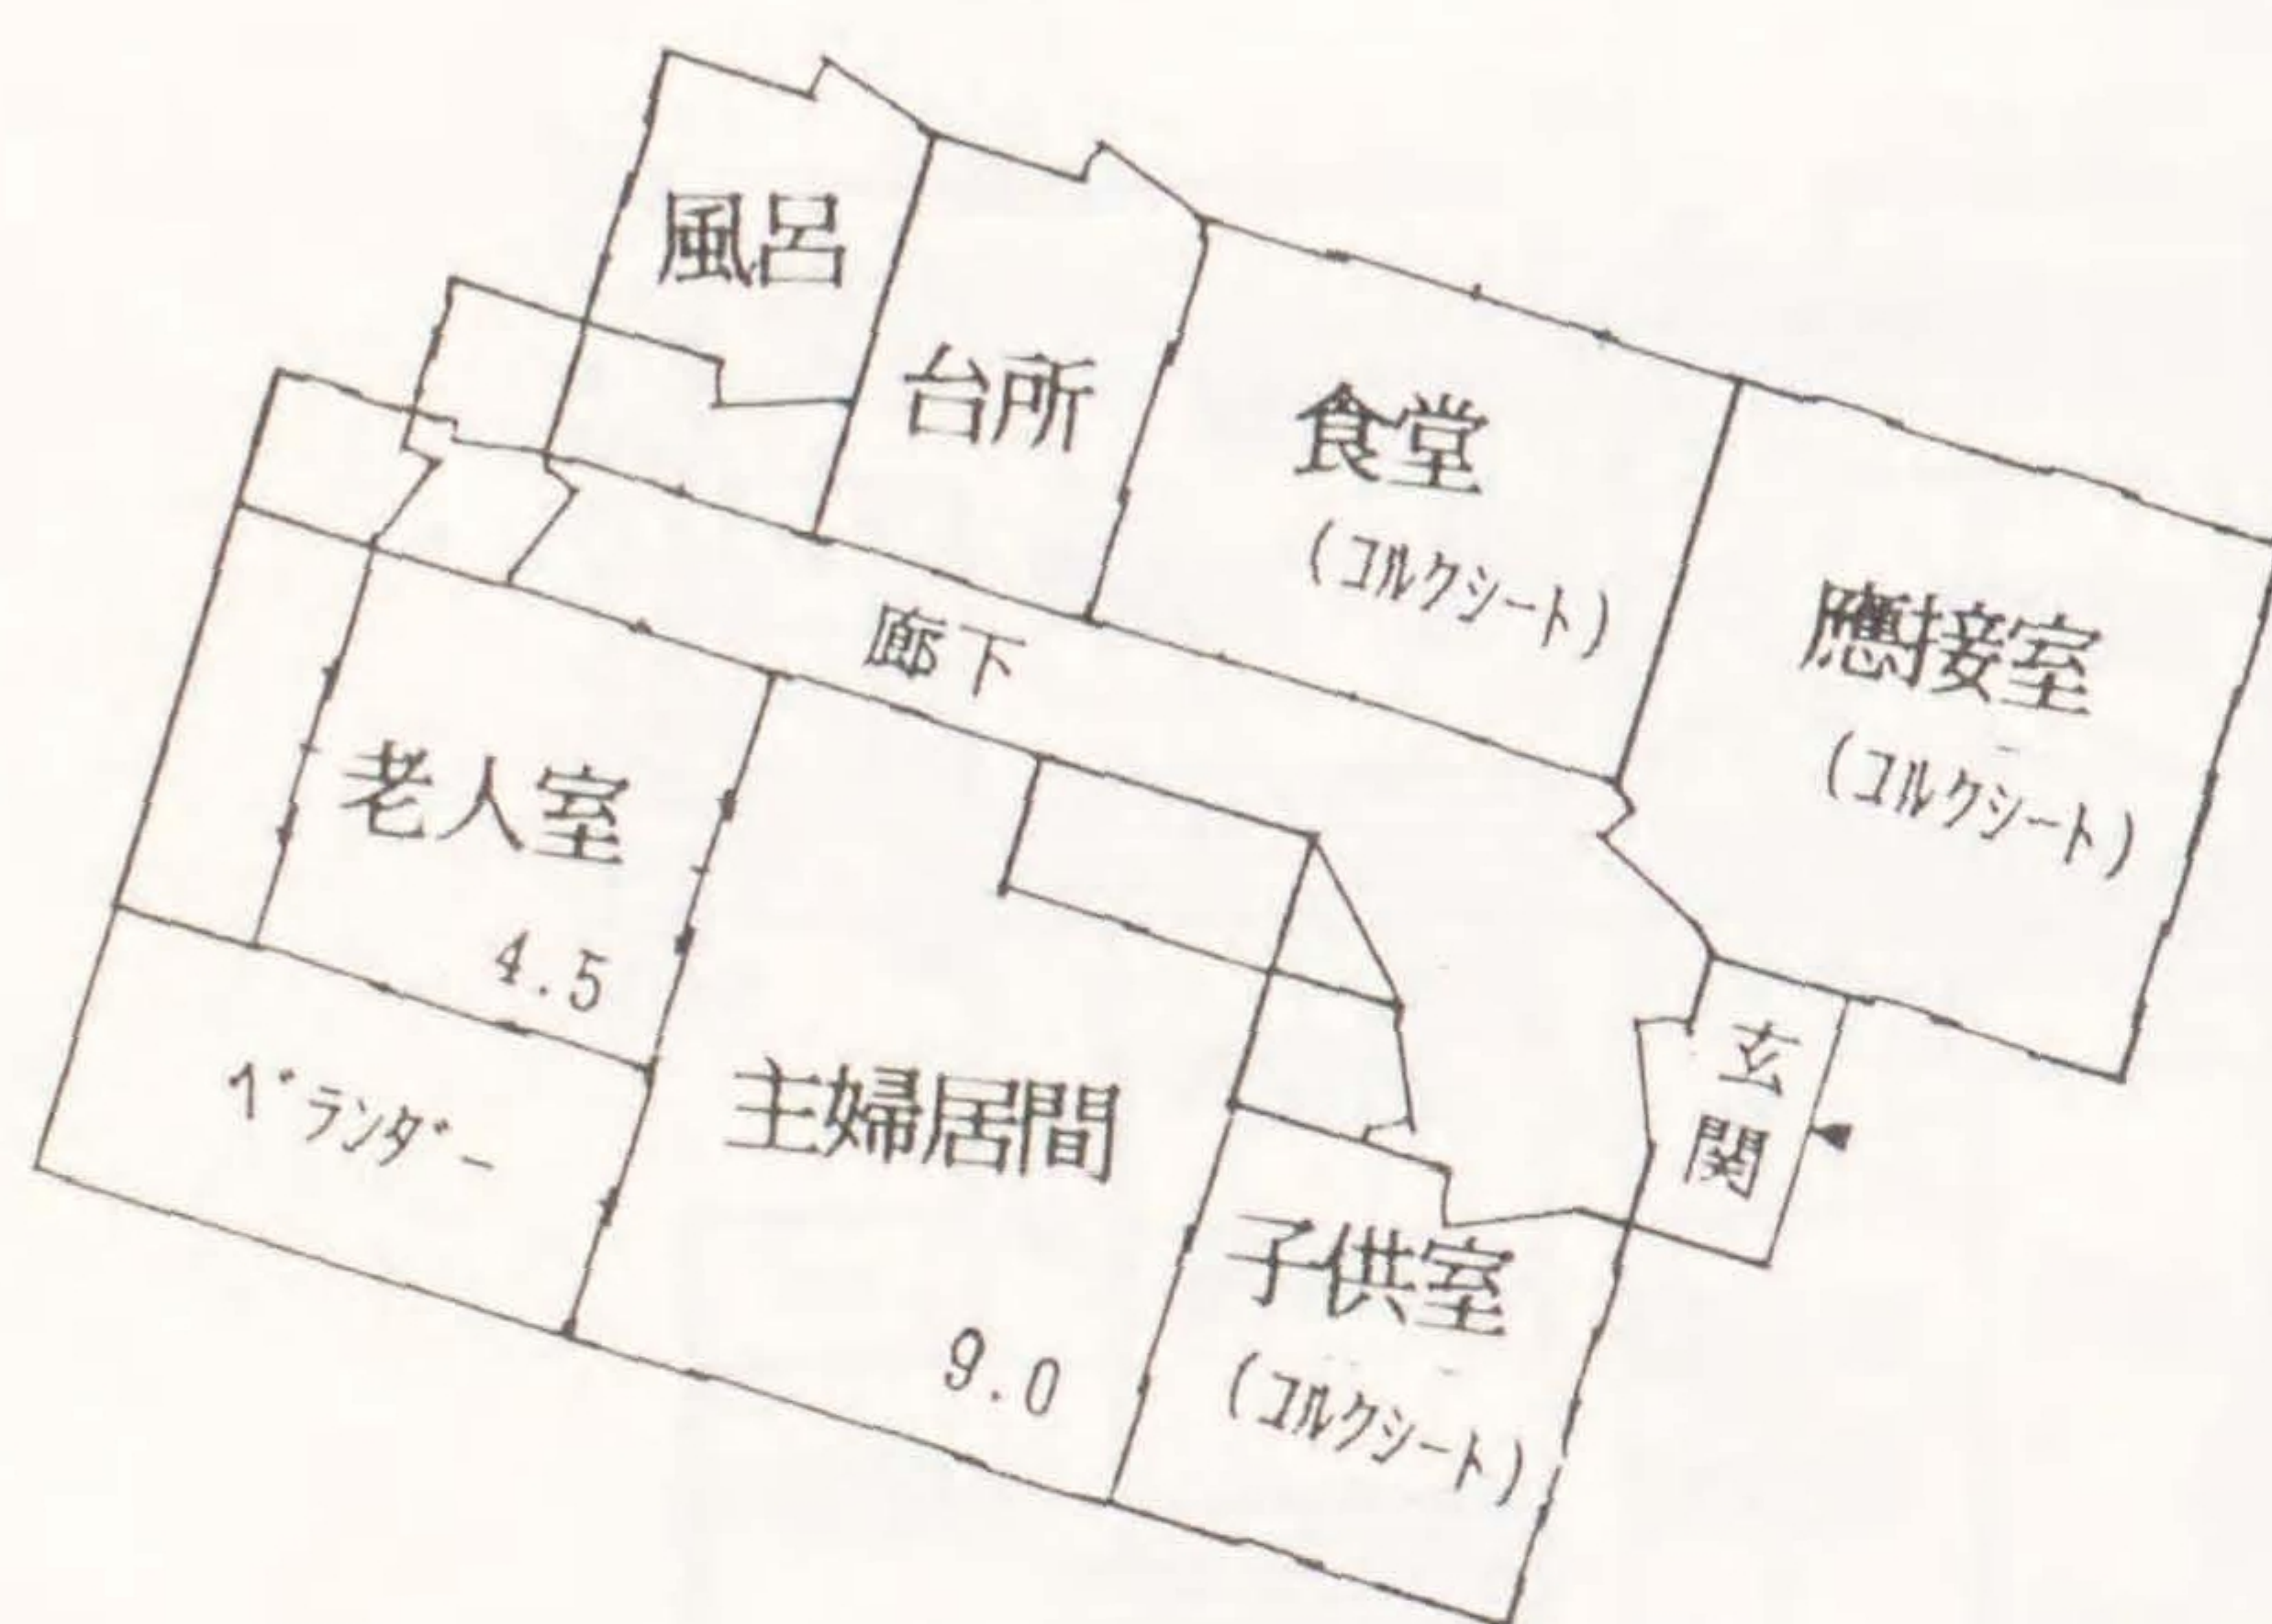 風呂
台所
食堂
(コルクシート)
應接室
(コルクシート)
廊下
老人室
4.5
ベランダー
主婦居間
9.0
子供室
(コルクシート)
玄
関